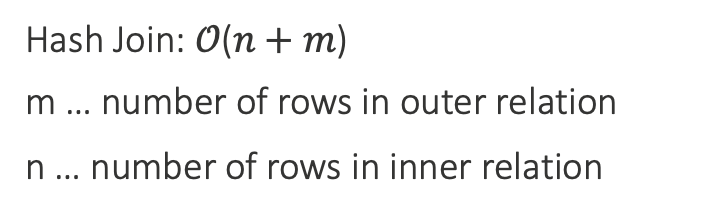 Hash Join: 𝒪(n + m)
m ... number of rows in outer relation
n ... number of rows in inner relation